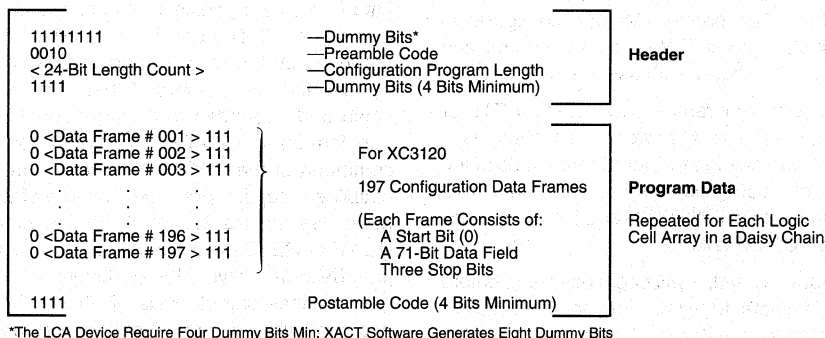 11111111 —Dummy Bits*
0010 —Preamble Code
< 24-Bit Length Count > —Configuration Program Length
1111 —Dummy Bits (4 Bits Minimum)
Header
0 <Data Frame # 001 > 111
0 <Data Frame # 002 > 111
0 <Data Frame # 003 > 111
. . .
. . .
0 <Data Frame # 196 > 111
0 <Data Frame # 197 > 111
For XC3120
197 Configuration Data Frames
(Each Frame Consists of:
A Start Bit (0)
A 71-Bit Data Field
Three Stop Bits
Program Data
Repeated for Each Logic
Cell Array in a Daisy Chain
1111 Postamble Code (4 Bits Minimum)
*The LCA Device Require Four Dummy Bits Min; XACT Software Generates Eight Dummy Bits